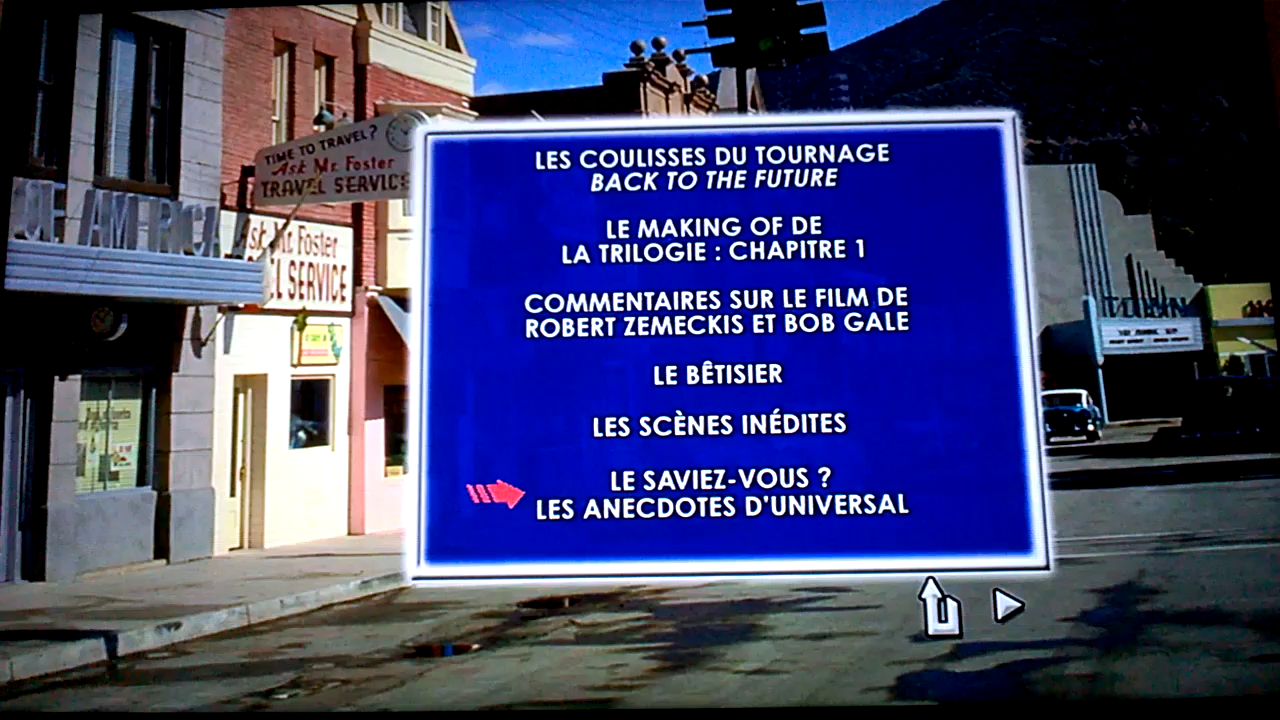 TIME TO TRAVEL?
Ask Mr. Foster
TRAVEL SERVICE
OF AMERICA
Ask Mr. Foster
L SERVICE
TOWN
LES COULISSES DU TOURNAGE
BACK TO THE FUTURE
LE MAKING OF DE
LA TRILOGIE : CHAPITRE 1
COMMENTAIRES SUR LE FILM DE
ROBERT ZEMECKIS ET BOB GALE
LE BÊTISIER
LES SCÈNES INÉDITES
LE SAVIEZ-VOUS ?
LES ANECDOTES D'UNIVERSAL